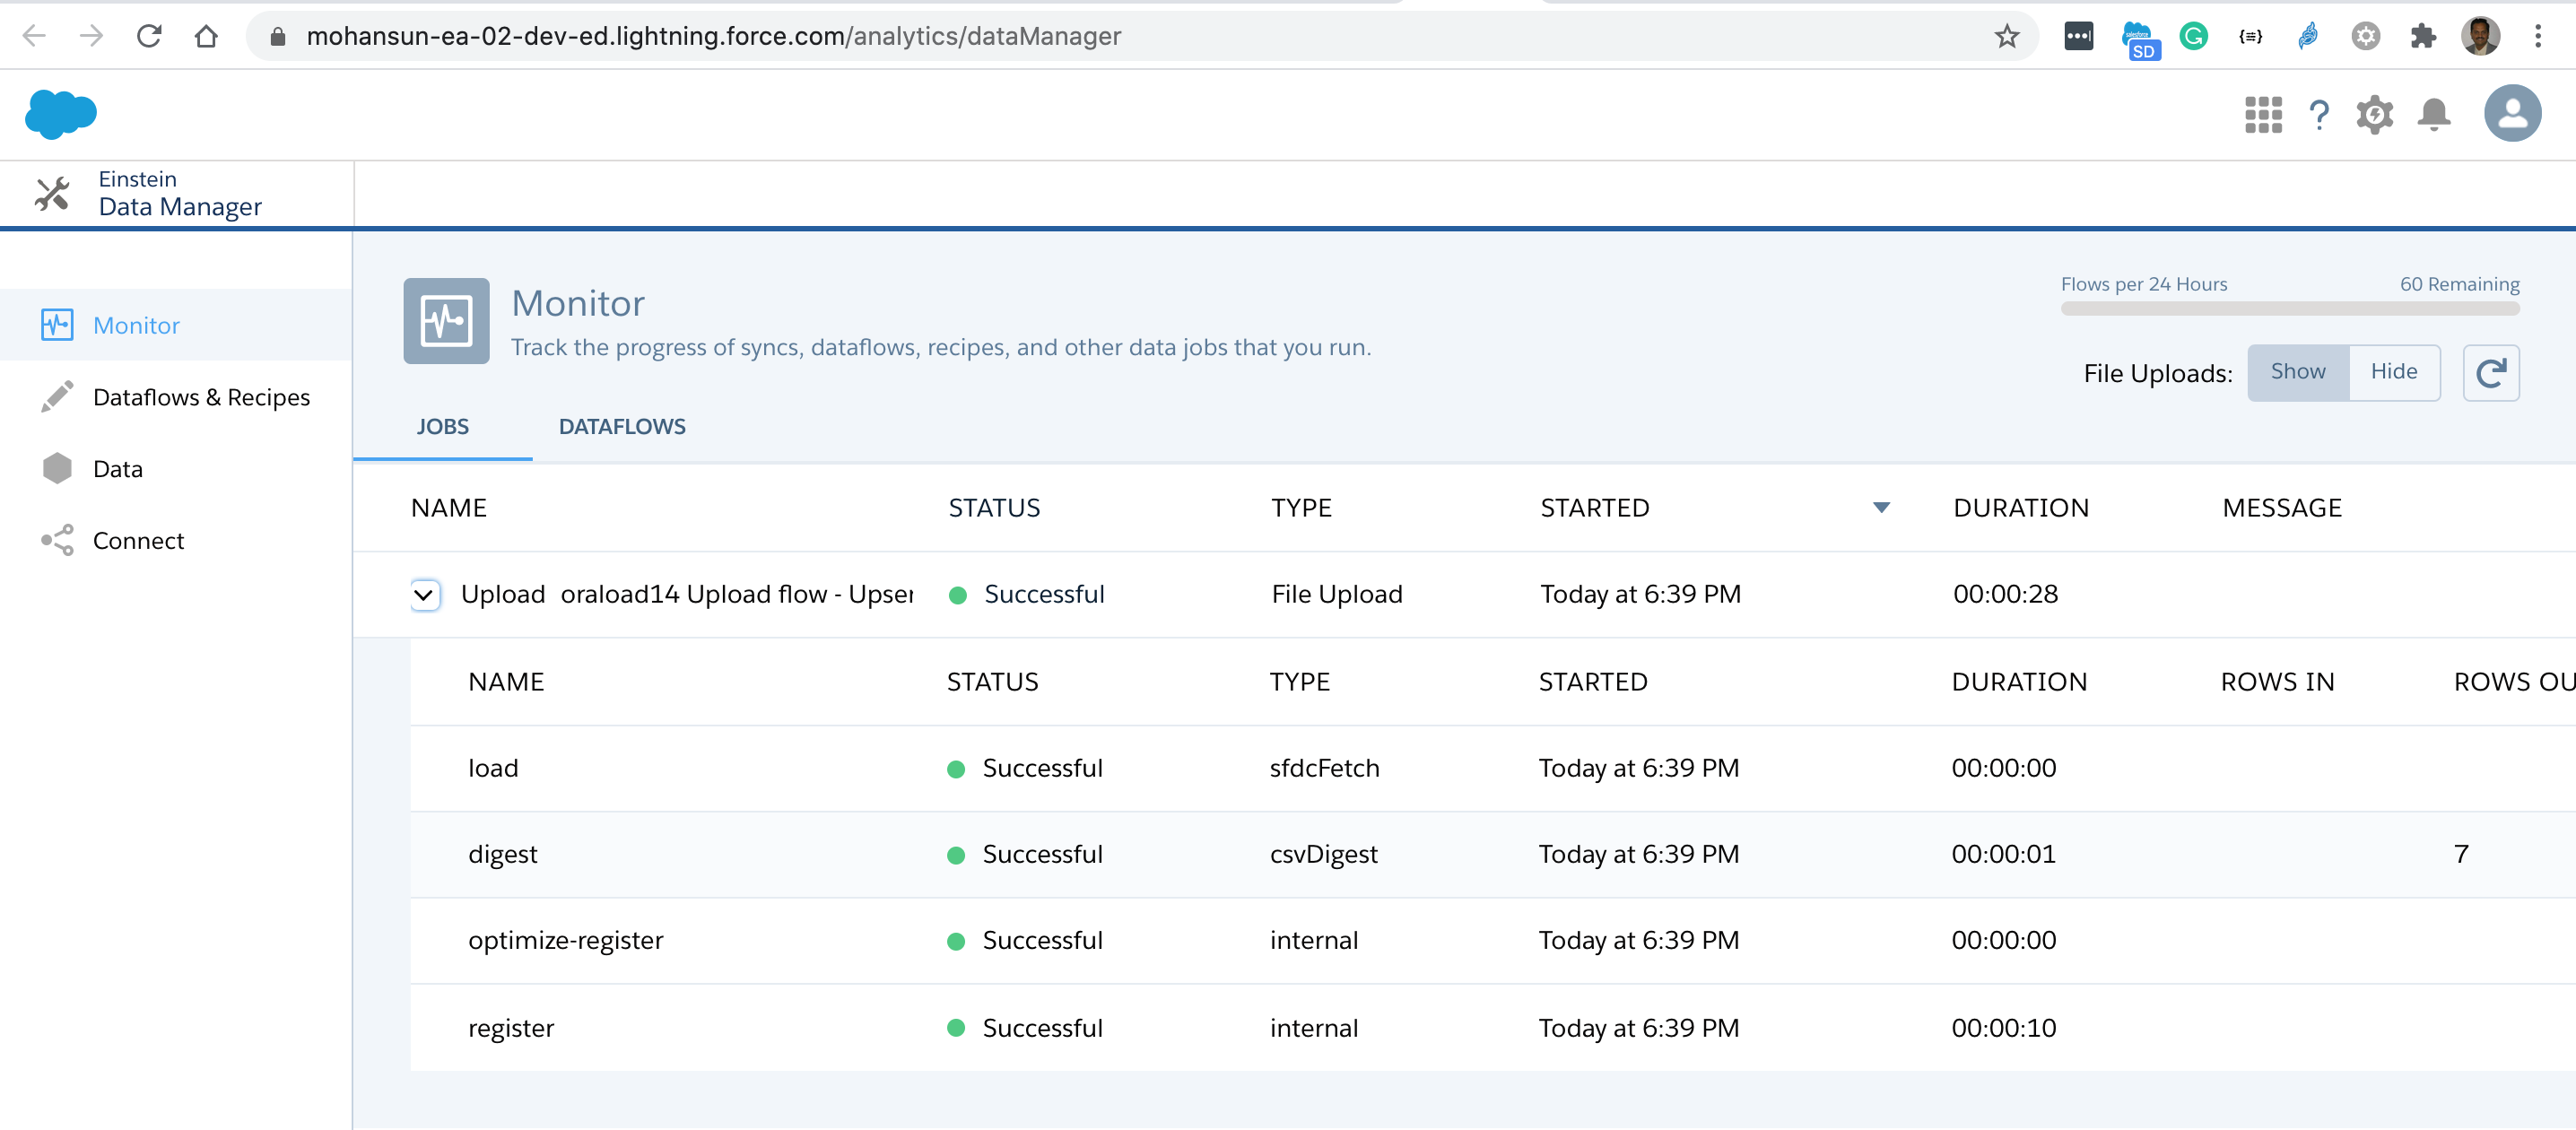 mohansun-ea-02-dev-ed.lightning.force.com/analytics/dataManager
SD
Einstein
Data Manager
Monitor
Dataflows & Recipes
Data
Connect
Monitor
Track the progress of syncs, dataflows, recipes, and other data jobs that you run.
Flows per 24 Hours 60 Remaining
File Uploads: Show Hide
JOBS DATAFLOWS
NAME STATUS TYPE STARTED DURATION MESSAGE
Upload oraload14 Upload flow - Upser Successful File Upload Today at 6:39 PM 00:00:28
NAME STATUS TYPE STARTED DURATION ROWS IN ROWS OU
load Successful sfdcFetch Today at 6:39 PM 00:00:00
digest Successful csvDigest Today at 6:39 PM 00:00:01 7
optimize-register Successful internal Today at 6:39 PM 00:00:00
register Successful internal Today at 6:39 PM 00:00:10